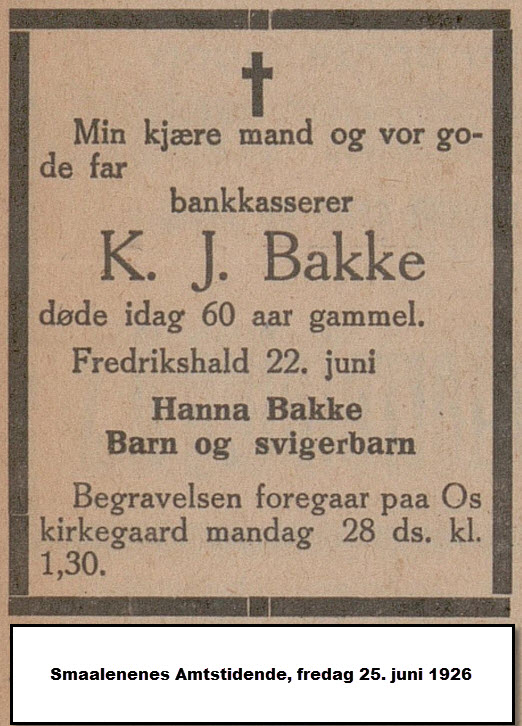 Min kjære mand og vor go-
de far
bankkasserer
K. J. Bakke
døde idag 60 aar gammel.
Fredrikshald 22. juni
Hanna Bakke
Barn og svigerbarn
Begravelsen foregaar paa Os
kirkegaard mandag 28 ds. kl.
1,30.
Smaalenenes Amtstidende, fredag 25. juni 1926